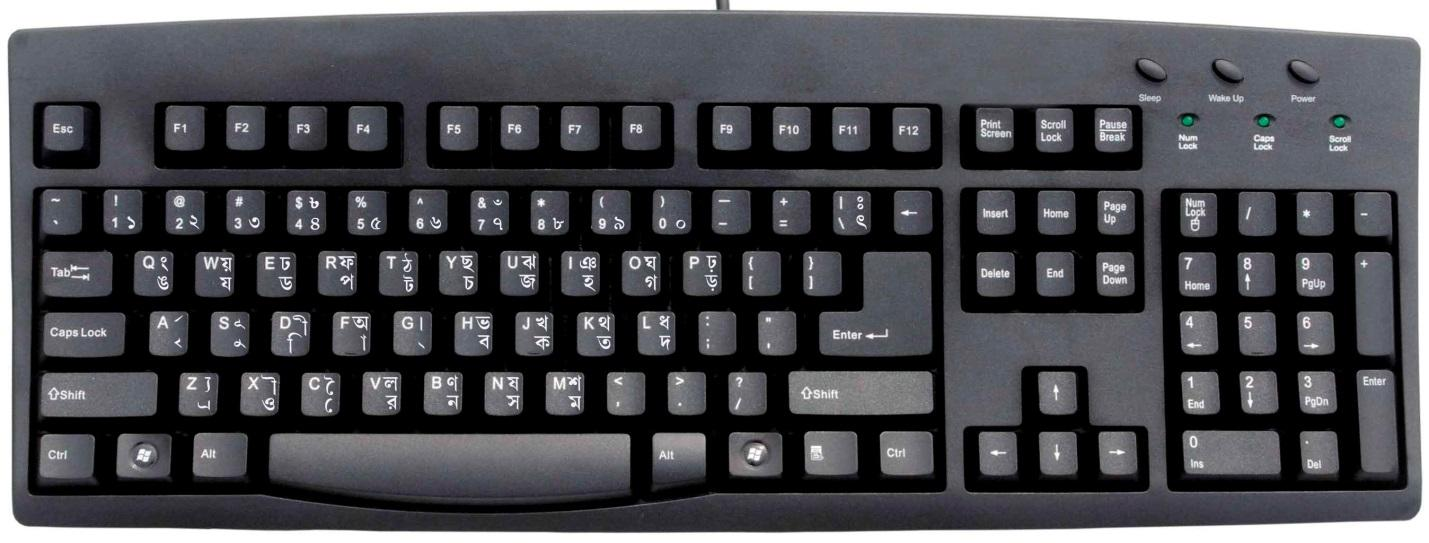 Sleep Wake Up Power
Esc F1 F2 F3 F4 F5 F6 F7 F8 F9 F10 F11 F12 Print Screen Scroll Lock Pause Break Num Lock Caps Lock Scroll Lock
~ ! @ # $ ৳ % ^ & ঁ * ( ) — + | ঃ
` 1 ১ 2 ২ 3 ৩ 4 ৪ 5 ৫ 6 ৬ 7 ৭ 8 ৮ 9 ৯ 0 ০ – = \ ৎ ← Insert Home Page Up Num Lock / * -
Tab Q ং W য় E ঢ R ফ T ঠ Y ছ U ঝ I ঞ O ঘ P ঢ় { } 7 8 9 +
ঙ য ড প ট চ জ হ গ ড় [ ] Delete End Page Down Home ↑ PgUp
Caps Lock A র্ S ূ D ী F অ G । H ভ J খ K থ L ধ : " Enter 4 5 6
ৃ ু ি া ্ ব ক ত দ ; ' ← →
Shift Z ্য X ৌ C ৈ V ল B ণ N ষ M শ < > ? Shift ↑ 1 2 3 Enter
্র ও ে র ন স ম , . / End ↓ PgDn
Ctrl Alt Alt Ctrl ← ↓ → 0 .
Ins Del